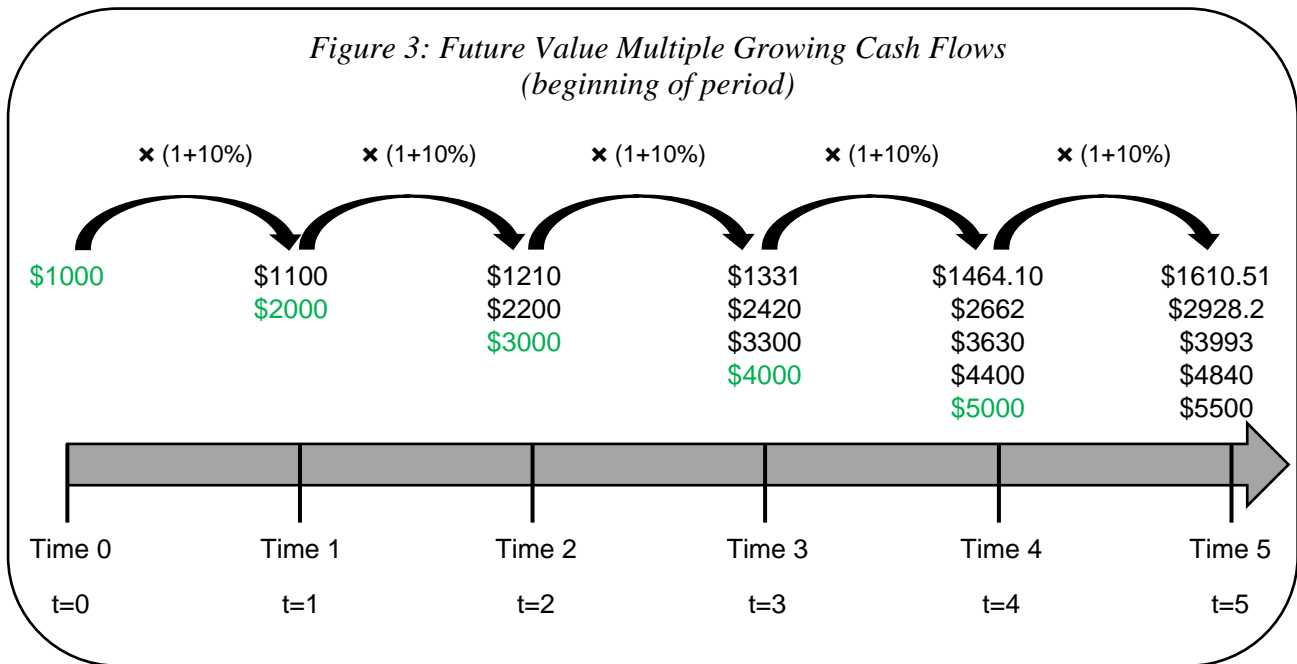 Figure 3: Future Value Multiple Growing Cash Flows
(beginning of period)
× (1+10%) × (1+10%) × (1+10%) × (1+10%) × (1+10%)
$1000 $1100 $1210 $1331 $1464.10 $1610.51
$2000 $2200 $2420 $2662 $2928.2
$3000 $3300 $3630 $3993
$4000 $4400 $4840
$5000 $5500
Time 0 Time 1 Time 2 Time 3 Time 4 Time 5
t=0 t=1 t=2 t=3 t=4 t=5